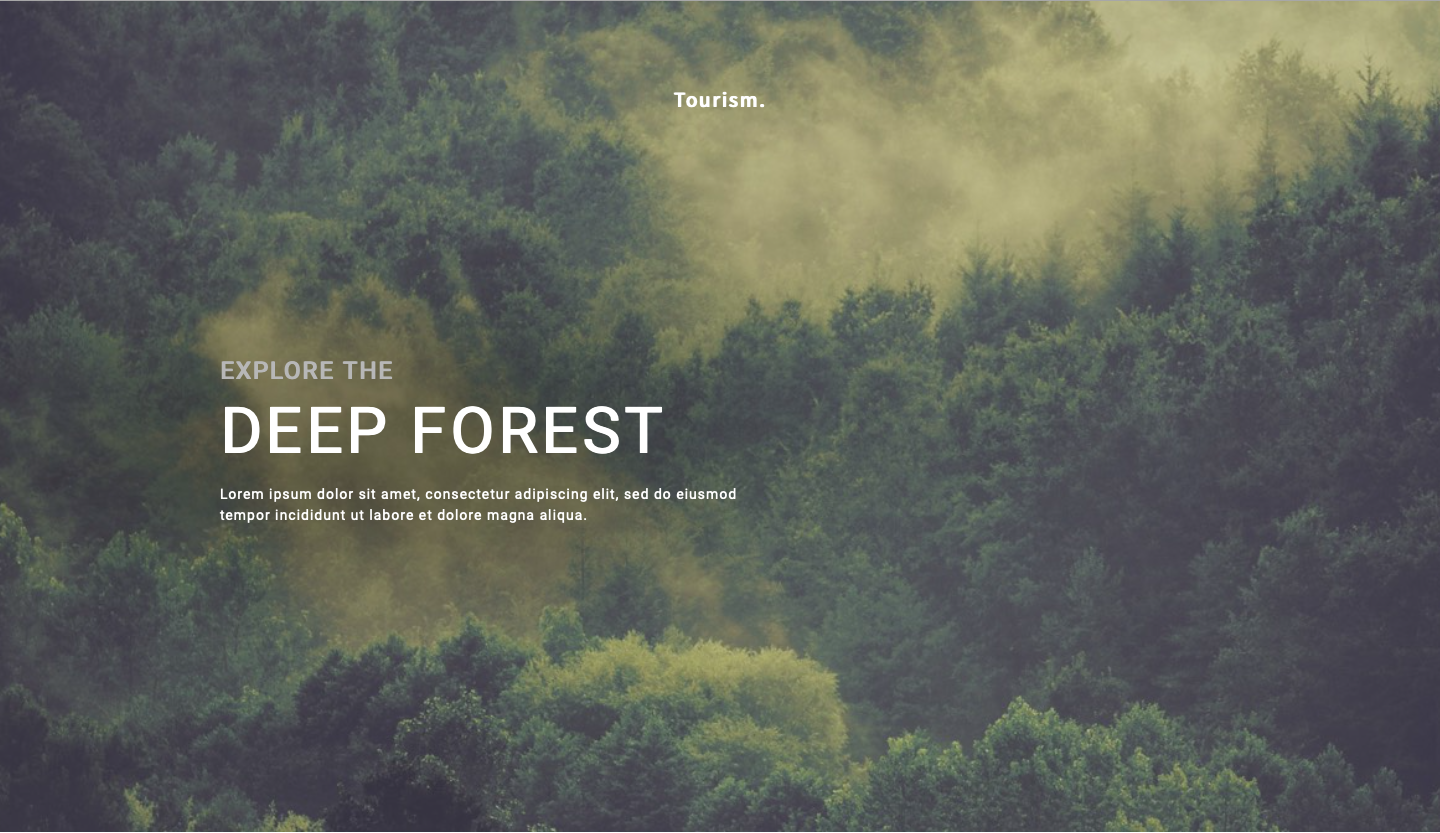 Tourism.
EXPLORE THE
DEEP FOREST
Lorem ipsum dolor sit amet, consectetur adipiscing elit, sed do eiusmod
tempor incididunt ut labore et dolore magna aliqua.